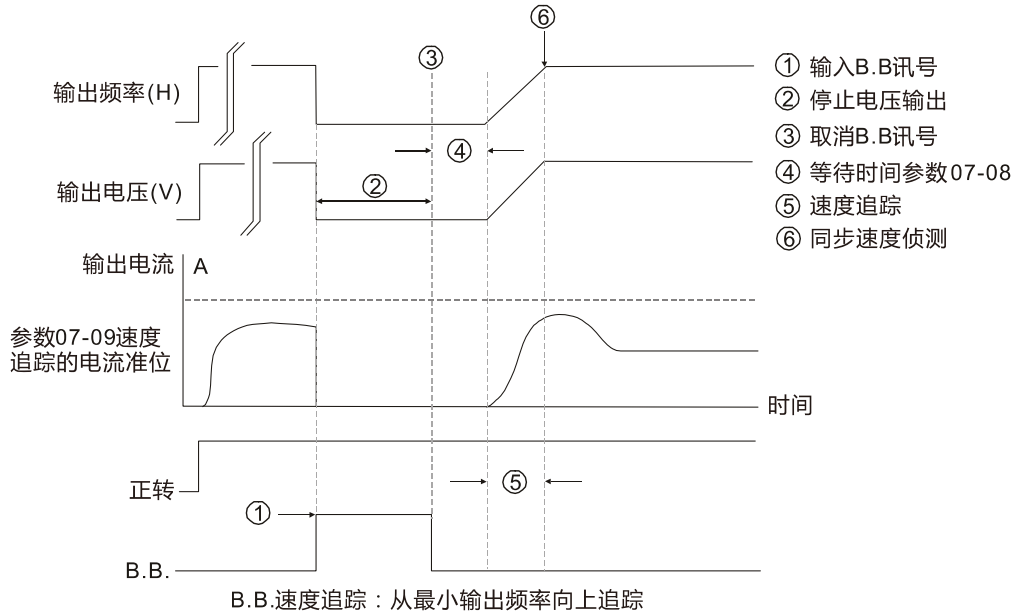 ⑥
③
输出频率(H)
④
输出电压(V)
②
① 输入B.B讯号
② 停止电压输出
③ 取消B.B讯号
④ 等待时间参数07-08
⑤ 速度追踪
⑥ 同步速度侦测
输出电流 A
参数07-09速度
追踪的电流准位
时间
正转
⑤
①
B.B.
B.B.速度追踪：从最小输出频率向上追踪